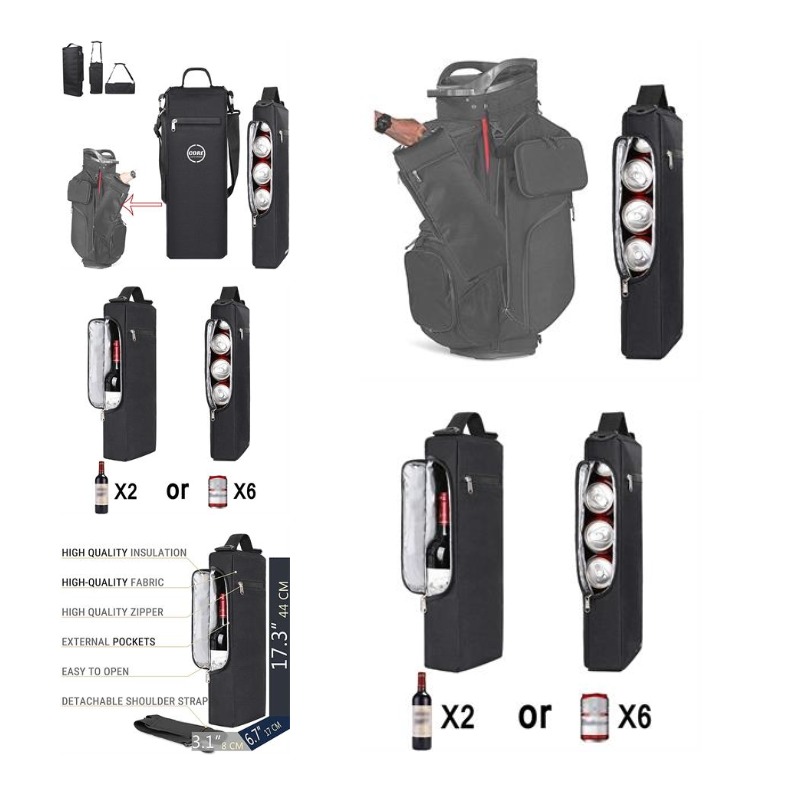 CORE
X2 or X6
HIGH QUALITY INSULATION
HIGH-QUALITY FABRIC
HIGH QUALITY ZIPPER
EXTERNAL POCKETS
EASY TO OPEN
DETACHABLE SHOULDER STRAP
17.3" 44 CM
3.1" 8 CM
6.7" 17 CM
X2 or X6